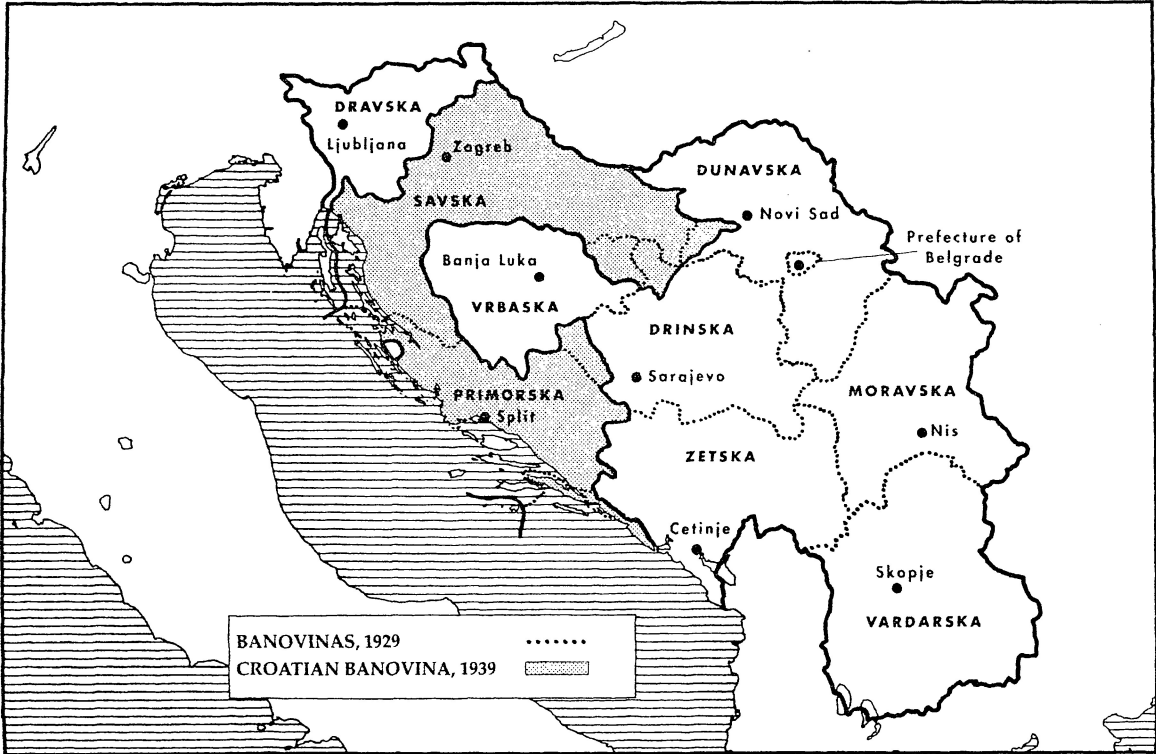 DRAVSKA
Ljubljana
Zagreb
SAVSKA
DUNAVSKA
Novi Sad
Prefecture of
Belgrade
Banja Luka
VRBASKA
DRINSKA
Sarajevo
PRIMORSKA
Split
MORAVSKA
Nis
ZETSKA
Cetinje
Skopje
VARDARSKA
BANOVINAS, 1929
CROATIAN BANOVINA, 1939